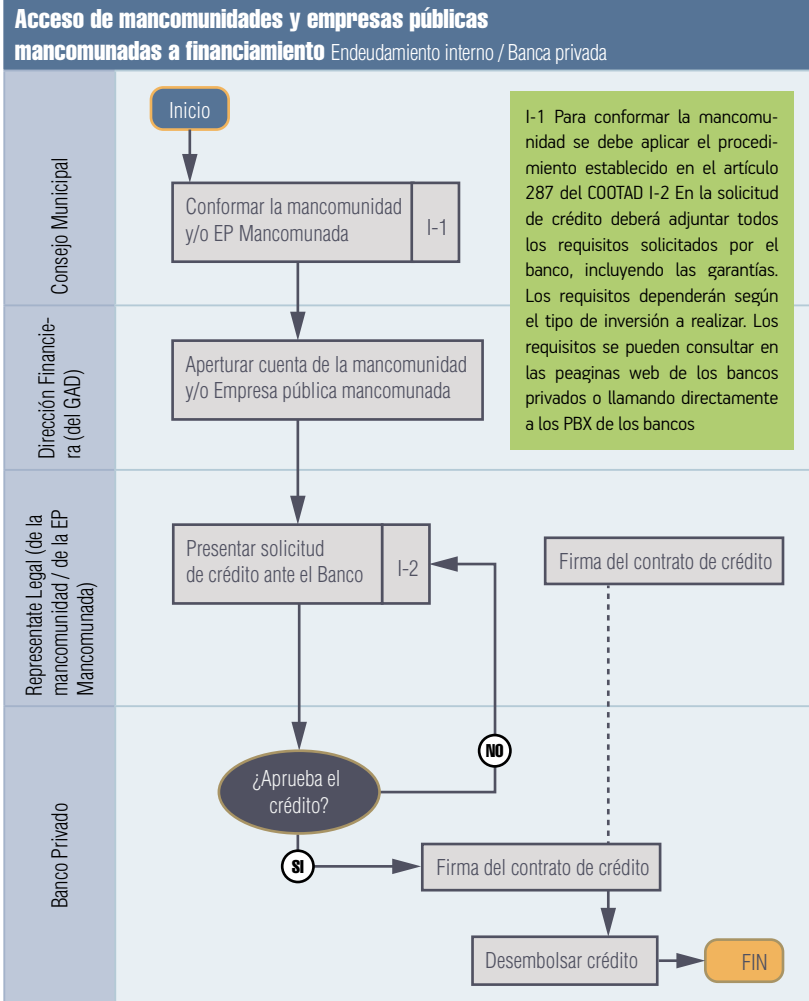 Acceso de mancomunidades y empresas públicas
mancomunadas a financiamiento Endeudamiento interno / Banca privada
Consejo Municipal
Inicio
Conformar la mancomunidad
y/o EP Mancomunada
I-1
I-1 Para conformar la mancomu-
nidad se debe aplicar el procedi-
miento establecido en el artículo
287 del COOTAD I-2 En la solicitud
de crédito deberá adjuntar todos
los requisitos solicitados por el
banco, incluyendo las garantías.
Los requisitos dependerán según
el tipo de inversión a realizar. Los
requisitos se pueden consultar en
las peaginas web de los bancos
privados o llamando directamente
a los PBX de los bancos
Dirección Financie-
ra (del GAD)
Aperturar cuenta de la mancomunidad
y/o Empresa pública mancomunada
Representate Legal (de la
mancomunidad / de la EP
Mancomunada)
Presentar solicitud
de crédito ante el Banco
I-2
Firma del contrato de crédito
Banco Privado
NO
¿Aprueba el
crédito?
SI
Firma del contrato de crédito
Desembolsar crédito
FIN